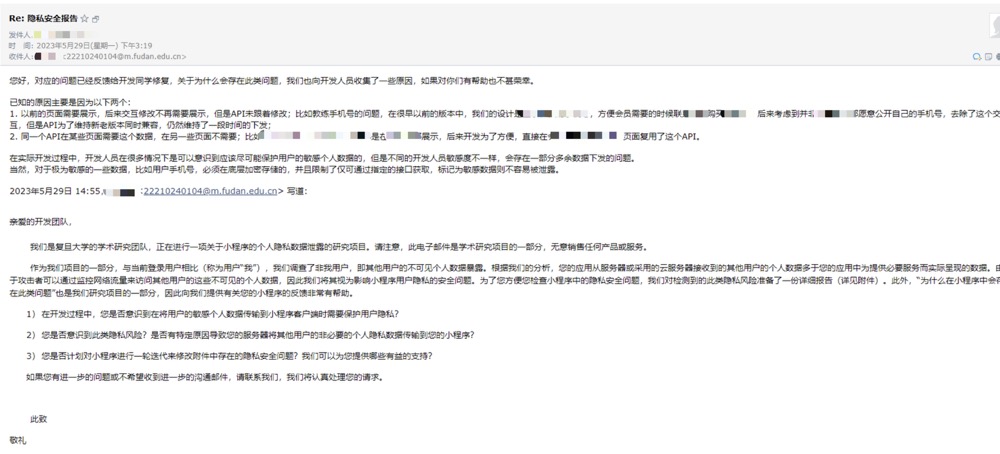 Re: 隐私安全报告
发件人:
时 间: 2023年5月29日(星期一) 下午3:19
收件人: :22210240104@m.fudan.edu.cn>
您好，对应的问题已经反馈给开发同学修复，关于为什么会存在此类问题，我们也向开发人员收集了一些原因，如果对你们有帮助也不甚荣幸。
已知的原因主要是因为以下两个：
1. 以前的页面需要展示，后来交互修改不再需要展示，但是API未跟着修改；比如教练手机号的问题，在很早以前的版本中，我们的设计 ，方便会员需要的时候联 购买 后来考虑到并 愿意公开自己的手机号，去除了这个交
互，但是API为了维持新老版本同时兼容，仍然维持了一段时间的下发；
2. 同一个API在某些页面需要这个数据，在另一些页面不需要；比如 是在 展示，后来开发为了方便，直接在 页面复用了这个API。
在实际开发过程中，开发人员在很多情况下是可以意识到应该尽可能保护用户的敏感个人数据的，但是不同的开发人员敏感度不一样，会存在一部分多余数据下发的问题。
当然，对于极为敏感的一些数据，比如用户手机号，必须在底层加密存储的，并且限制了仅可通过指定的接口获取，标记为敏感数据则不容易被泄露。
2023年5月29日 14:55, :22210240104@m.fudan.edu.cn> 写道：
亲爱的开发团队，
我们是复旦大学的学术研究团队，正在进行一项关于小程序的个人隐私数据泄露的研究项目。请注意，此电子邮件是学术研究项目的一部分，无意销售任何产品或服务。
作为我们项目的一部分，与当前登录用户相比（称为用户“我”），我们调查了非我用户，即其他用户的不可见个人数据暴露。根据我们的分析，您的应用从服务器或采用的云服务器接收到的其他用户的个人数据多于您的应用中为提供必要服务而实际呈现的数据。由
于攻击者可以通过监控网络流量来访问其他用户的这些不可见的个人数据，因此我们将其视为影响小程序用户隐私的安全问题。为了您方便您检查小程序中的隐私安全问题，我们对检测到的此类隐私风险准备了一份详细报告（详见附件）。此外，“为什么在小程序中会存
在此类问题”也是我们研究项目的一部分，因此向我们提供有关您的小程序的反馈非常有帮助。
1） 在开发过程中，您是否意识到在将用户的敏感个人数据传输到小程序客户端时需要保护用户隐私？
2） 您是否意识到此类隐私风险？是否有特定原因导致您的服务器将其他用户的非必要的个人隐私数据传输到您的小程序？
3） 您是否计划对小程序进行一轮迭代来修改附件中存在的隐私安全问题？我们可以为您提供哪些有益的支持？
如果您有进一步的问题或不希望收到进一步的沟通邮件，请联系我们，我们将认真处理您的请求。
此致
敬礼